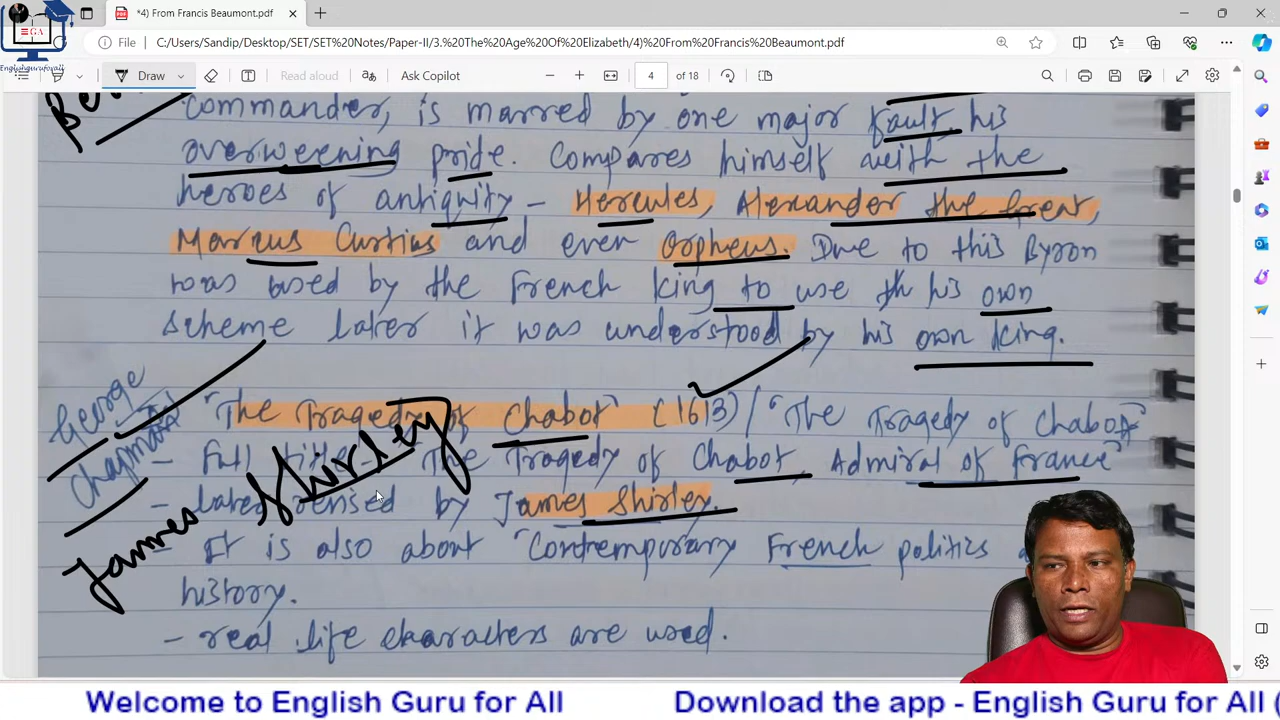 *4) From Francis Beaumont.pdf
File C:/Users/Sandip/Desktop/SET/SET%20Notes/Paper-II/3.%20THe%20Age%20Of%20Elizabeth/4)%20From%20Francis%20Beaumont.pdf
Draw Read aloud Ask Copilot 4 of 18
EGA
Englishguruforall
commander, is marred by one major fault his
overweening pride. Compares himself with the
heroes of antiquity - Hercules, Alexander the Great,
Marcus Curtius and even Orpheus. Due to this Byron
was used by the French King to use his own
scheme later it was understood by his own king.
George
Chapman
"The Tragedy of Chabot" (1613) / "The Tragedy of Chabot"
- Full title - The Tragedy of Chabot, Admiral of France"
- later revised by James Shirley.
James Shirley
- It is also about "Contemporary French politics
history.
- real life characters are used.
Welcome to English Guru for All Download the app - English Guru for All (